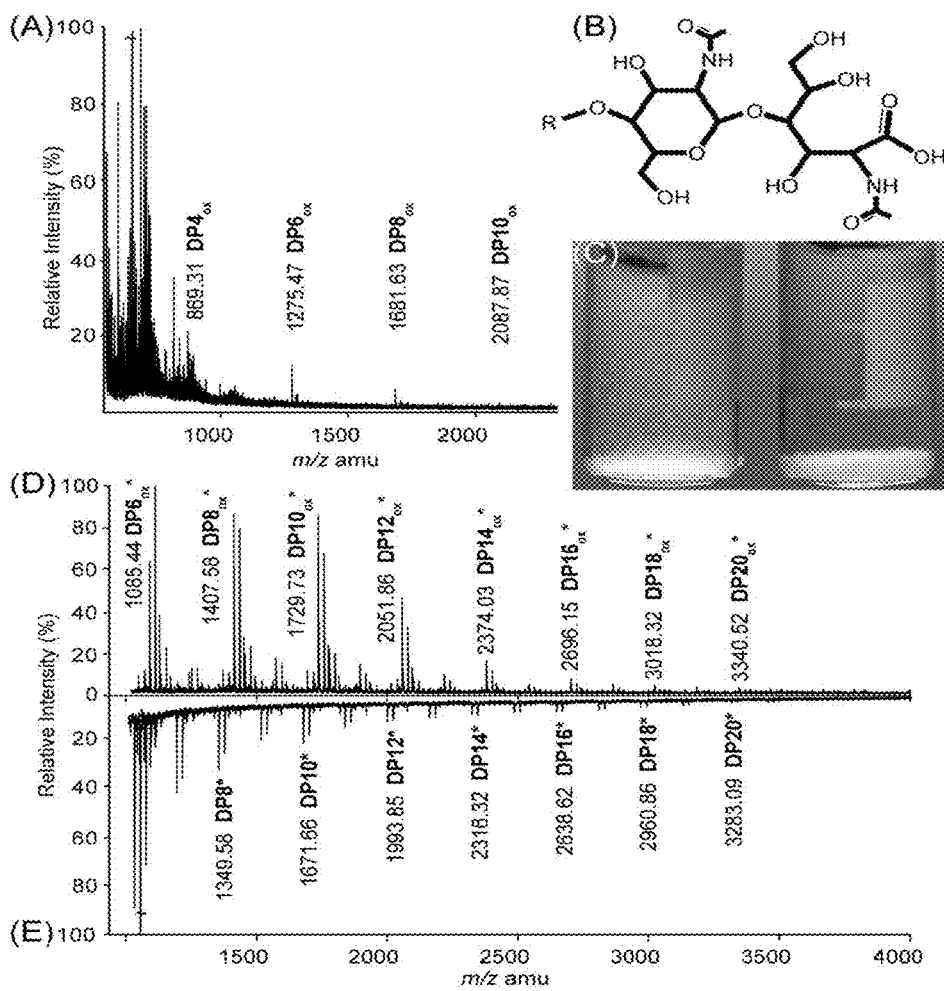 (A)
100
80
60
40
20
Relative Intensity (%)
869.31 DP4ox
1275.47 DP6ox
1681.63 DP8ox
2087.87 DP10ox
1000
1500
2000
m/z amu
(B)
O
HO
NH
OH
OH
R
O
O
O
O
OH
OH
HO
NH
O
C)
(D)
100
80
60
40
20
0
Relative Intensity (%)
1085.44 DP6ox*
1407.58 DP8ox*
1729.73 DP10ox*
2051.86 DP12ox*
2374.03 DP14ox*
2696.15 DP16ox*
3018.32 DP18ox*
3340.52 DP20ox*
20
40
60
80
100
Relative Intensity (%)
1349.58 DP8*
1671.66 DP10*
1993.85 DP12*
2316.32 DP14*
2638.62 DP16*
2960.86 DP18*
3283.09 DP20*
(E)
1500
2000
2500
3000
3500
4000
m/z amu